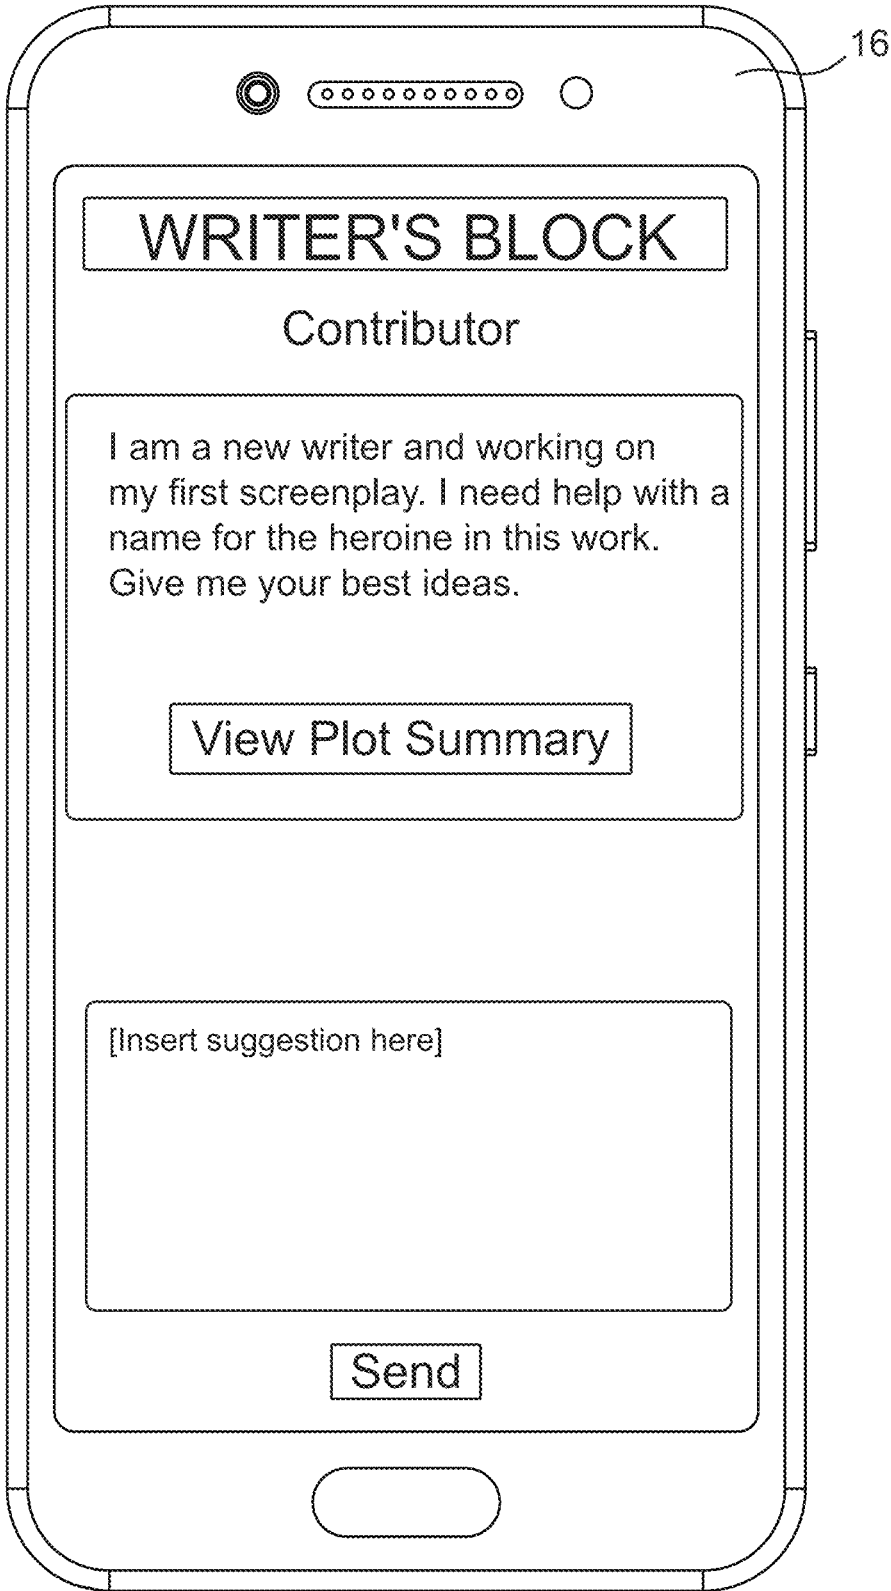 16
WRITER'S BLOCK
Contributor
I am a new writer and working on
my first screenplay. I need help with a
name for the heroine in this work.
Give me your best ideas.
View Plot Summary
[Insert suggestion here]
Send